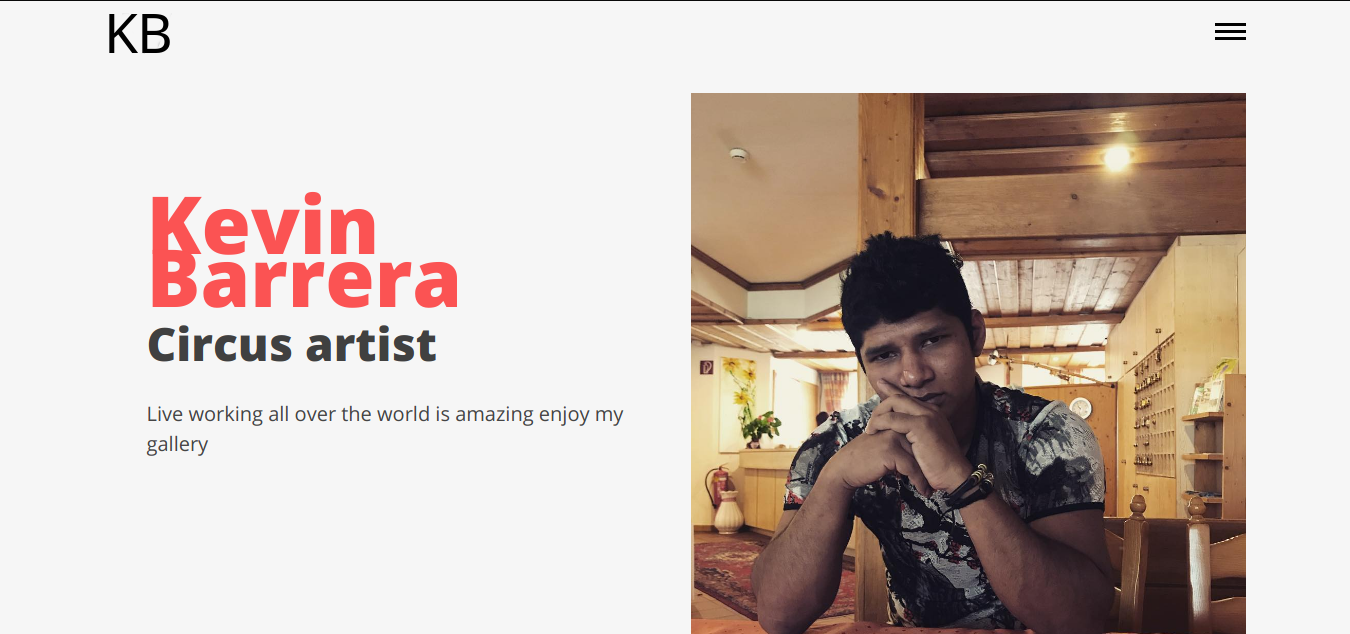 KB
Kevin
Barrera
Circus artist
Live working all over the world is amazing enjoy my
gallery